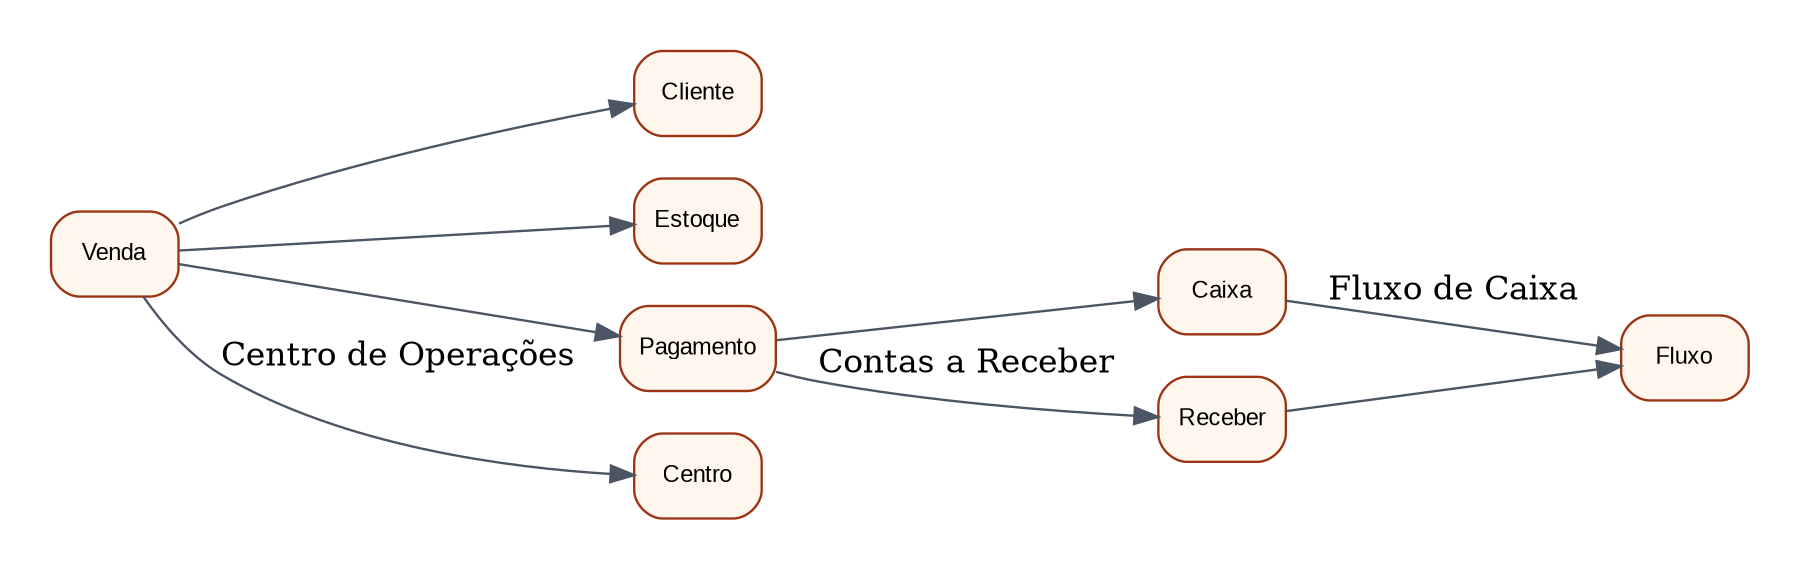 Cliente
Estoque
Venda
Caixa
Fluxo de Caixa
Pagamento
Centro de Operações
Contas a Receber
Fluxo
Receber
Centro